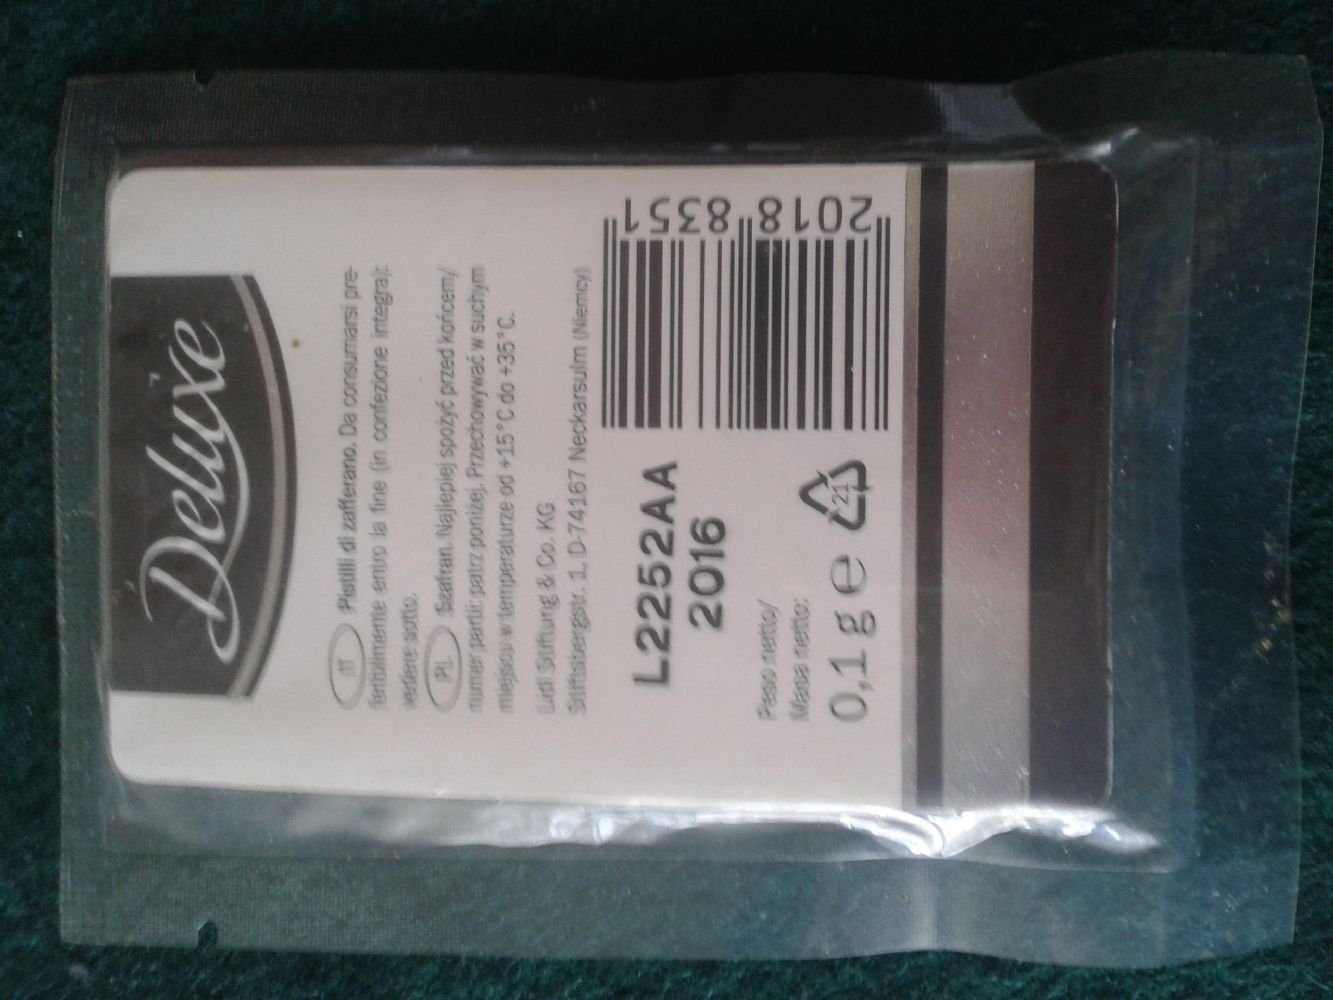 Deluxe
IT Pistilli di zafferano. Da consumarsi pre-
feribilmente entro la fine (in confezione integra):
vedere sotto.
PL Szafran. Najlepiej spożyć przed końcem/
numer partii: patrz poniżej. Przechowywać w suchym
miejscu w temperaturze od +15°C do +35°C.
Lidl Stiftung & Co. KG
Stiftsbergstr. 1, D-74167 Neckarsulm (Niemcy)
L2252AA
2016
2018 8351
Peso netto/
Masa netto:
0,1 g e
21